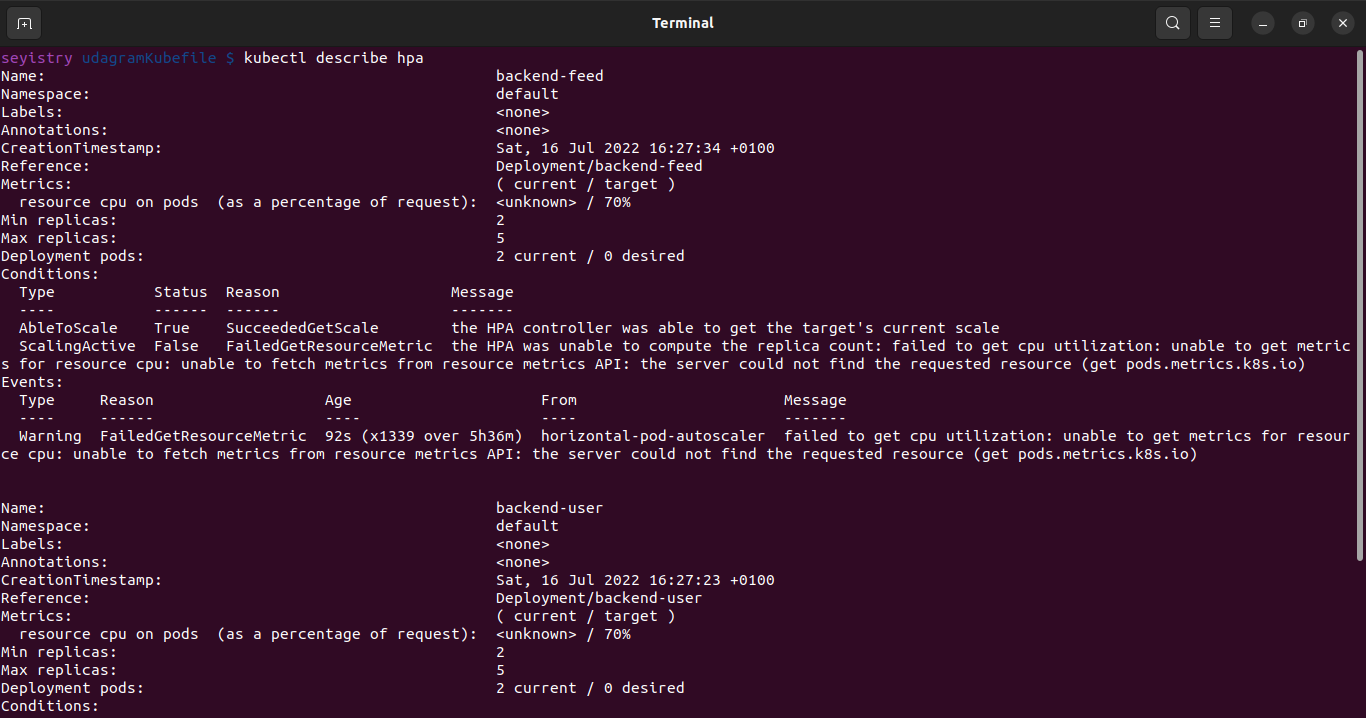 Terminal
seyistry udagramKubefile $ kubectl describe hpa
Name:                                                  backend-feed
Namespace:                                             default
Labels:                                                <none>
Annotations:                                           <none>
CreationTimestamp:                                     Sat, 16 Jul 2022 16:27:34 +0100
Reference:                                             Deployment/backend-feed
Metrics:                                               ( current / target )
  resource cpu on pods  (as a percentage of request):  <unknown> / 70%
Min replicas:                                          2
Max replicas:                                          5
Deployment pods:                                       2 current / 0 desired
Conditions:
  Type           Status  Reason                   Message
  ----           ------  ------                   -------
  AbleToScale    True    SucceededGetScale        the HPA controller was able to get the target's current scale
  ScalingActive  False   FailedGetResourceMetric  the HPA was unable to compute the replica count: failed to get cpu utilization: unable to get metric
s for resource cpu: unable to fetch metrics from resource metrics API: the server could not find the requested resource (get pods.metrics.k8s.io)
Events:
  Type     Reason                   Age                     From                       Message
  ----     ------                   ----                    ----                       -------
  Warning  FailedGetResourceMetric  92s (x1339 over 5h36m)  horizontal-pod-autoscaler  failed to get cpu utilization: unable to get metrics for resour
ce cpu: unable to fetch metrics from resource metrics API: the server could not find the requested resource (get pods.metrics.k8s.io)
Name:                                                  backend-user
Namespace:                                             default
Labels:                                                <none>
Annotations:                                           <none>
CreationTimestamp:                                     Sat, 16 Jul 2022 16:27:23 +0100
Reference:                                             Deployment/backend-user
Metrics:                                               ( current / target )
  resource cpu on pods  (as a percentage of request):  <unknown> / 70%
Min replicas:                                          2
Max replicas:                                          5
Deployment pods:                                       2 current / 0 desired
Conditions: